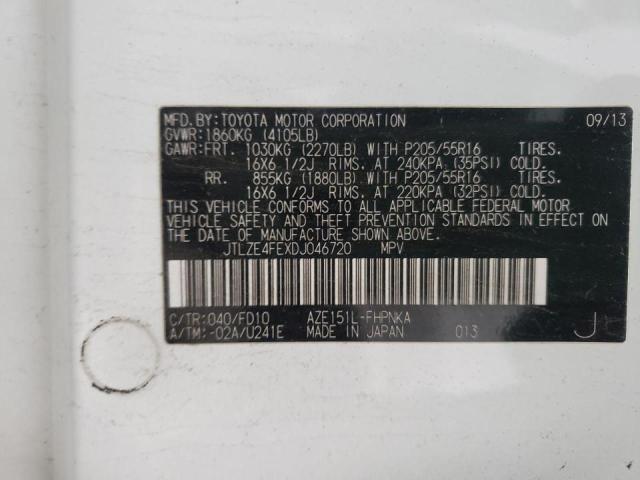 MFD.BY:TOYOTA MOTOR CORPORATION 09/13
GVWR:1860KG (4105LB)
GAWR:FRT. 1030KG (2270LB) WITH P205/55R16 TIRES.
16X6 1/2J RIMS. AT 240KPA (35PSI) COLD.
RR. 855KG (1880LB) WITH P205/55R16 TIRES.
16X6 1/2J RIMS. AT 220KPA (32PSI) COLD.
THIS VEHICLE CONFORMS TO ALL APPLICABLE FEDERAL MOTOR
VEHICLE SAFETY AND THEFT PREVENTION STANDARDS IN EFFECT ON
THE DATE OF MANUFACTURE SHOWN ABOVE.
JTLZE4FEXDJ046720 MPV
C/TR:040/FD10 AZE151L-FHPNKA
A/TM:-02A/U241E MADE IN JAPAN 013 J